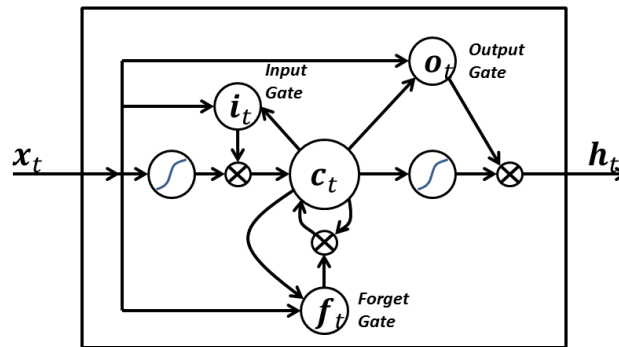 Output
Gate
o_t
Input
Gate
i_t
x_t
h_t
c_t
f_t
Forget
Gate